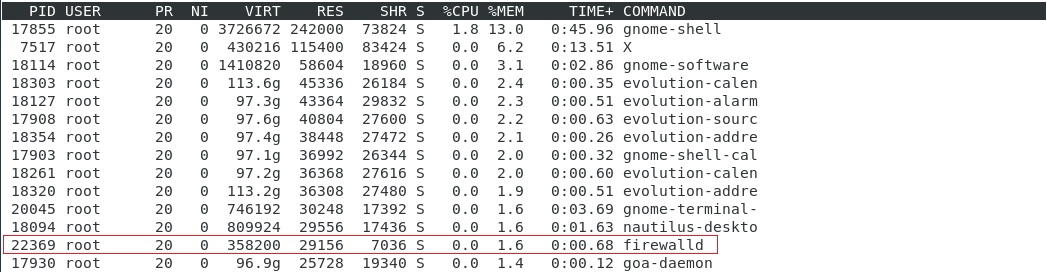 PID USER PR NI VIRT RES SHR S %CPU %MEM TIME+ COMMAND
17855 root 20 0 3726672 242000 73824 S 1.8 13.0 0:45.96 gnome-shell
7517 root 20 0 430216 115400 83424 S 0.0 6.2 0:13.51 X
18114 root 20 0 1410820 58604 18960 S 0.0 3.1 0:02.86 gnome-software
18303 root 20 0 113.6g 45336 26184 S 0.0 2.4 0:00.35 evolution-calen
18127 root 20 0 97.3g 43364 29832 S 0.0 2.3 0:00.51 evolution-alarm
17908 root 20 0 97.6g 40804 27600 S 0.0 2.2 0:00.63 evolution-sourc
18354 root 20 0 97.4g 38448 27472 S 0.0 2.1 0:00.26 evolution-addre
17903 root 20 0 97.1g 36992 26344 S 0.0 2.0 0:00.32 gnome-shell-cal
18261 root 20 0 97.2g 36368 27616 S 0.0 2.0 0:00.60 evolution-calen
18320 root 20 0 113.2g 36308 27480 S 0.0 1.9 0:00.51 evolution-addre
20045 root 20 0 746192 30248 17392 S 0.0 1.6 0:03.69 gnome-terminal-
18094 root 20 0 809924 29556 17436 S 0.0 1.6 0:01.63 nautilus-deskto
22369 root 20 0 358200 29156 7036 S 0.0 1.6 0:00.68 firewalld
17930 root 20 0 96.9g 25728 19340 S 0.0 1.4 0:00.12 goa-daemon